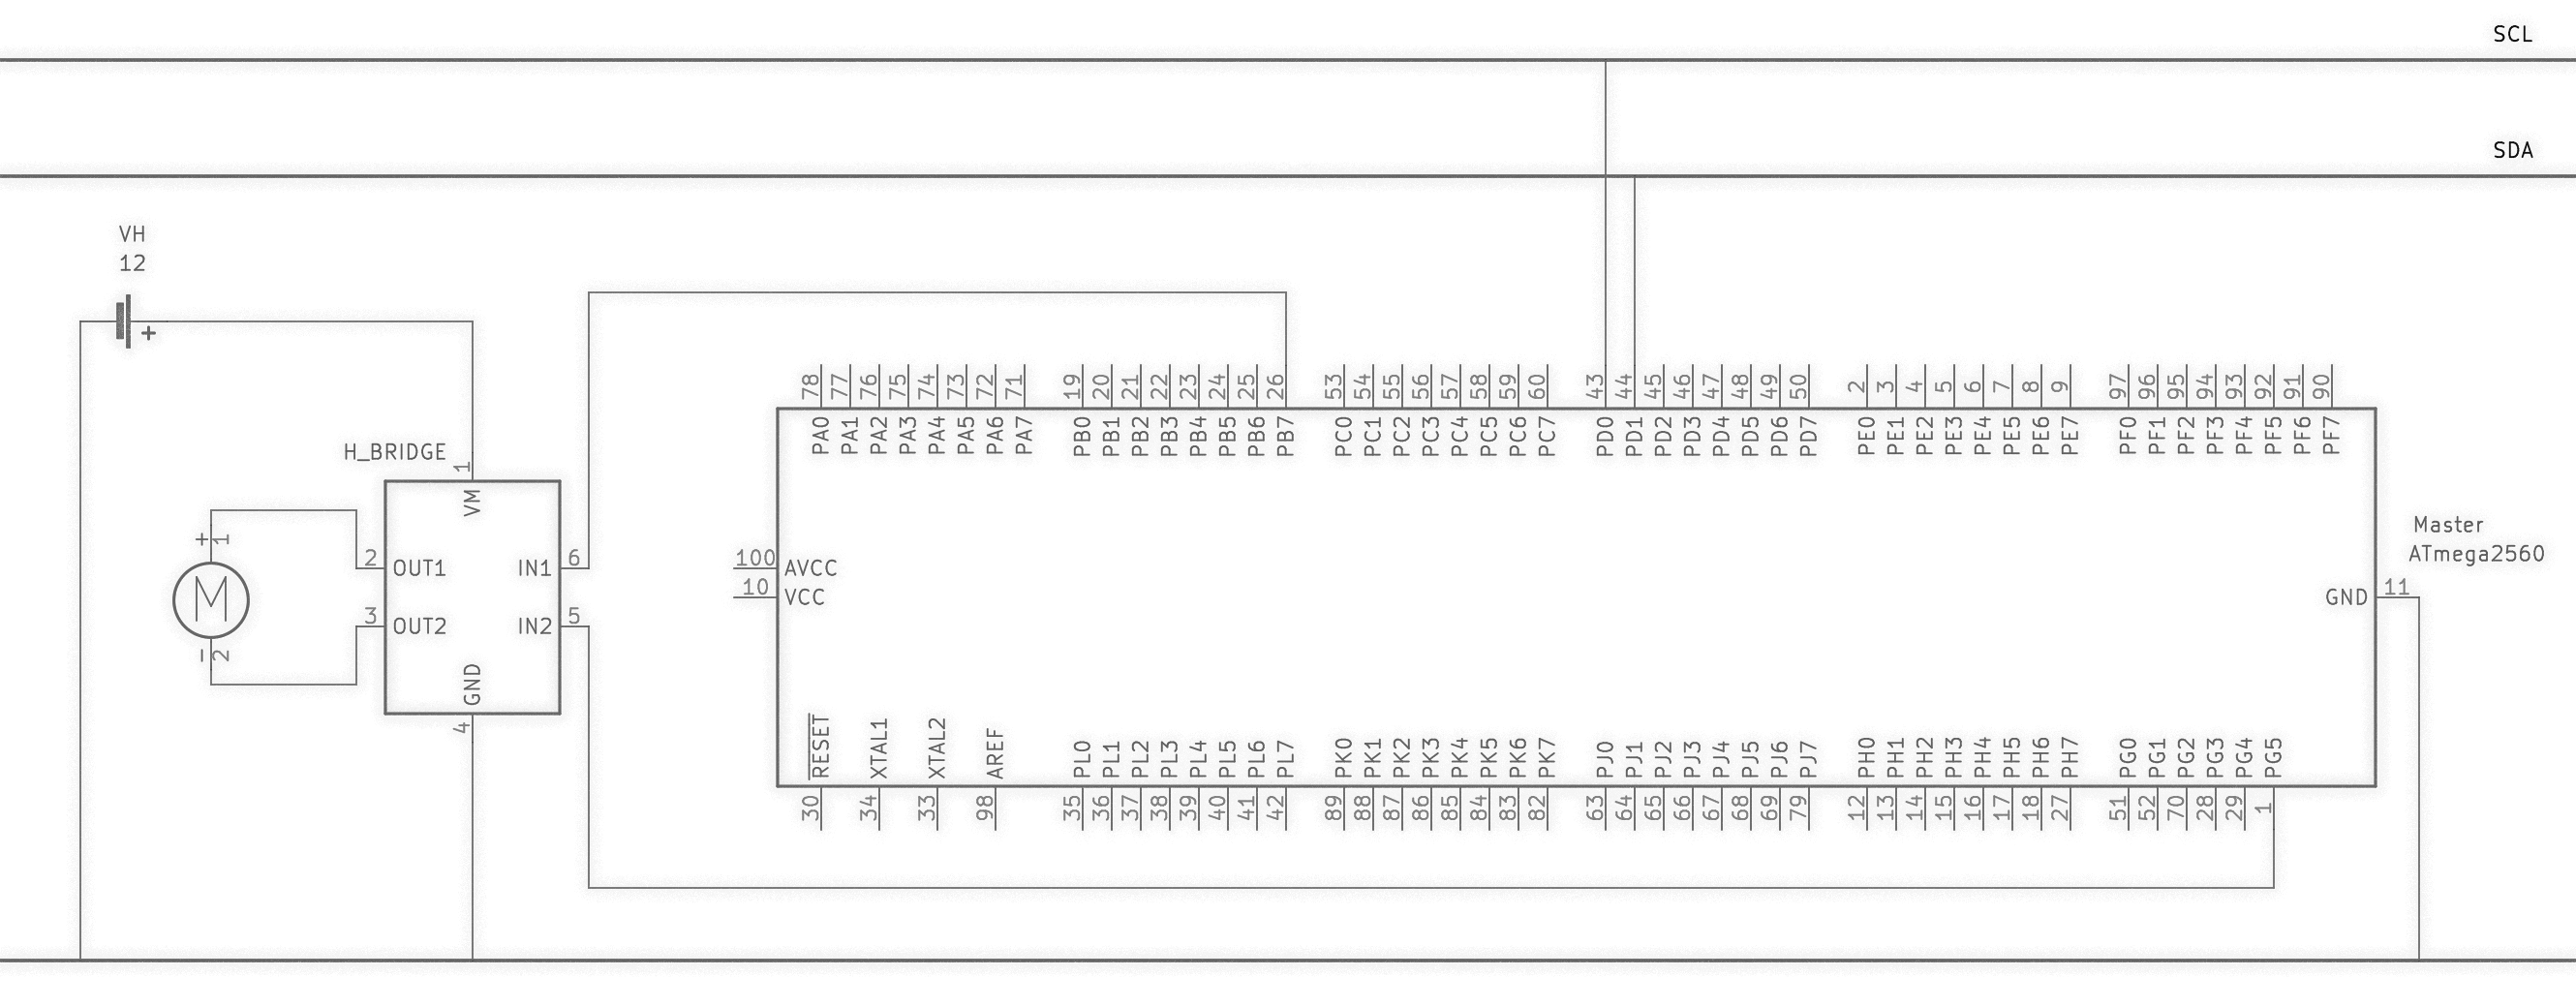 SCL
SDA
VH
12
+
78 77 76 75 74 73 72 71 19 20 21 22 23 24 25 26 53 54 55 56 57 58 59 60 43 44 45 46 47 48 49 50 2 3 4 5 6 7 8 9 97 96 95 94 93 92 91 90
PA0 PA1 PA2 PA3 PA4 PA5 PA6 PA7 PB0 PB1 PB2 PB3 PB4 PB5 PB6 PB7 PC0 PC1 PC2 PC3 PC4 PC5 PC6 PC7 PD0 PD1 PD2 PD3 PD4 PD5 PD6 PD7 PE0 PE1 PE2 PE3 PE4 PE5 PE6 PE7 PF0 PF1 PF2 PF3 PF4 PF5 PF6 PF7
H_BRIDGE
1
VM
+ 1
M
- 2
2 OUT1 IN1 6
3 OUT2 IN2 5
GND
4
100 AVCC
10 VCC
Master
ATmega2560
GND 11
RESET XTAL1 XTAL2 AREF PL0 PL1 PL2 PL3 PL4 PL5 PL6 PL7 PK0 PK1 PK2 PK3 PK4 PK5 PK6 PK7 PJ0 PJ1 PJ2 PJ3 PJ4 PJ5 PJ6 PJ7 PH0 PH1 PH2 PH3 PH4 PH5 PH6 PH7 PG0 PG1 PG2 PG3 PG4 PG5
30 34 33 98 35 36 37 38 39 40 41 42 89 88 87 86 85 84 83 82 63 64 65 66 67 68 69 79 12 13 14 15 16 17 18 27 51 52 70 28 29 1